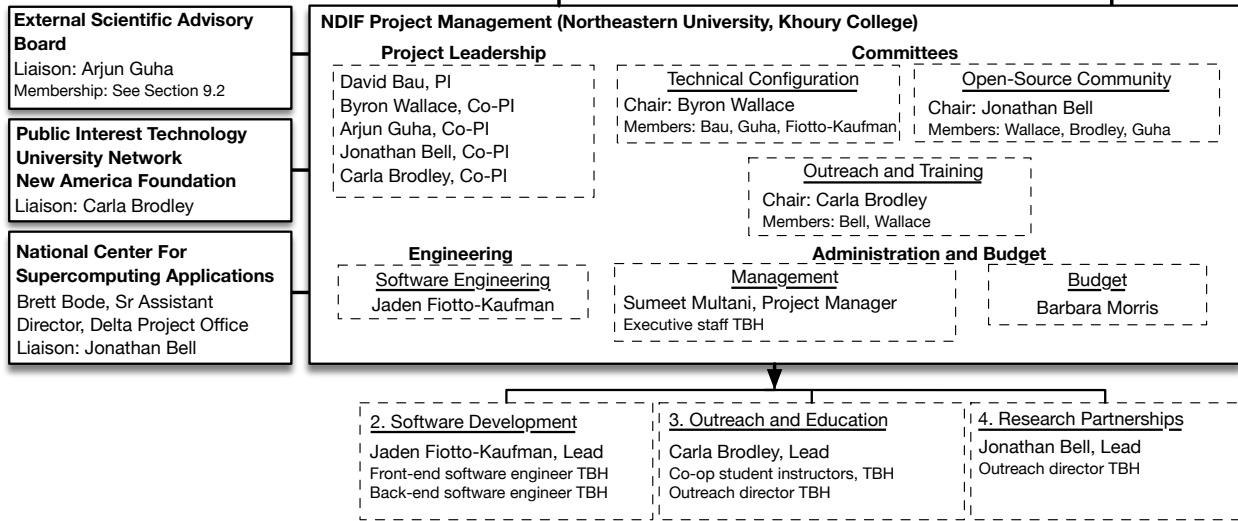 External Scientific Advisory
Board
Liaison: Arjun Guha
Membership: See Section 9.2
Public Interest Technology
University Network
New America Foundation
Liaison: Carla Brodley
National Center For
Supercomputing Applications
Brett Bode, Sr Assistant
Director, Delta Project Office
Liaison: Jonathan Bell
NDIF Project Management (Northeastern University, Khoury College)
Project Leadership
David Bau, PI
Byron Wallace, Co-PI
Arjun Guha, Co-PI
Jonathan Bell, Co-PI
Carla Brodley, Co-PI
Committees
Technical Configuration
Chair: Byron Wallace
Members: Bau, Guha, Fiotto-Kaufman
Open-Source Community
Chair: Jonathan Bell
Members: Wallace, Brodley, Guha
Outreach and Training
Chair: Carla Brodley
Members: Bell, Wallace
Engineering
Software Engineering
Jaden Fiotto-Kaufman
Administration and Budget
Management
Sumeet Multani, Project Manager
Executive staff TBH
Budget
Barbara Morris
2. Software Development
Jaden Fiotto-Kaufman, Lead
Front-end software engineer TBH
Back-end software engineer TBH
3. Outreach and Education
Carla Brodley, Lead
Co-op student instructors, TBH
Outreach director TBH
4. Research Partnerships
Jonathan Bell, Lead
Outreach director TBH